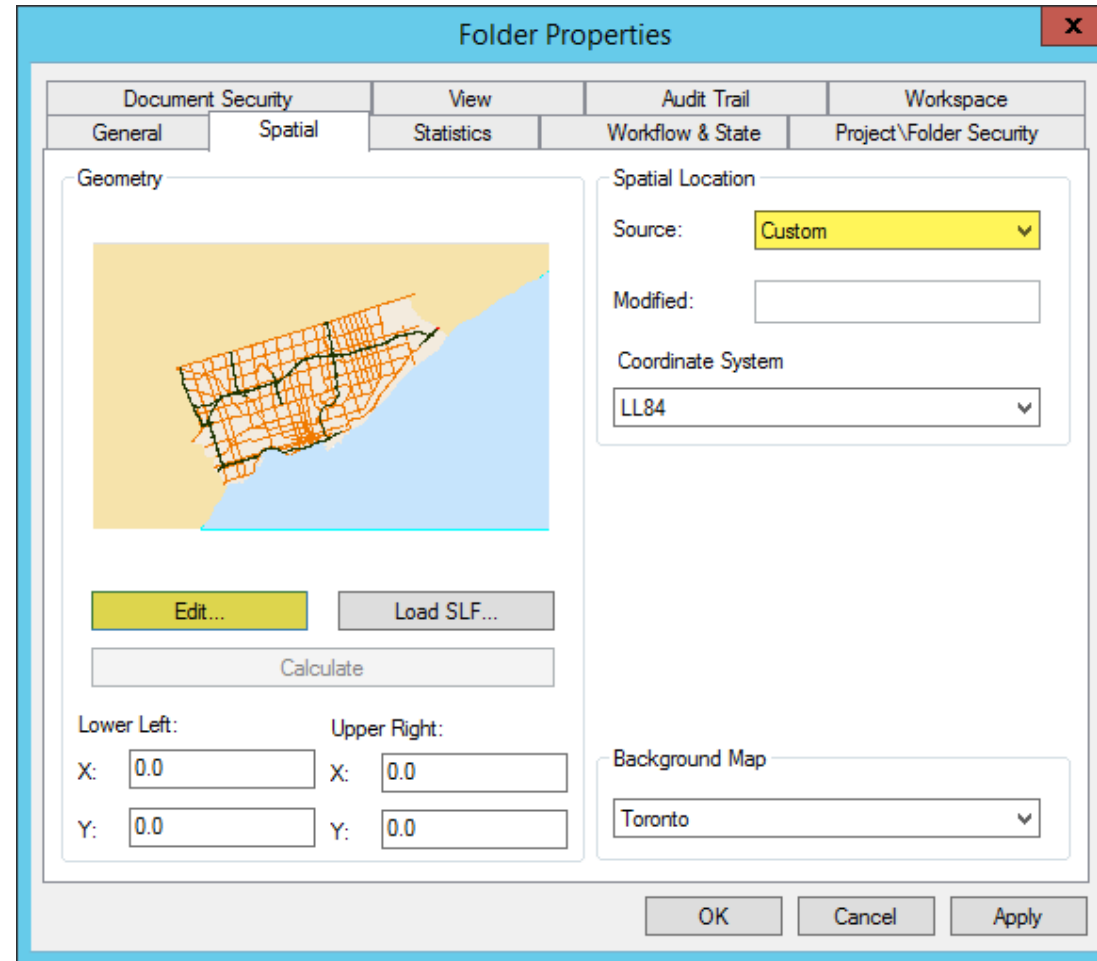 Folder Properties
x
Document Security View Audit Trail Workspace
General Spatial Statistics Workflow & State Project\Folder Security
Geometry
Edit...
Load SLF...
Calculate
Lower Left: Upper Right:
X: 0.0 X: 0.0
Y: 0.0 Y: 0.0
Spatial Location
Source: Custom
Modified:
Coordinate System
LL84
Background Map
Toronto
OK Cancel Apply